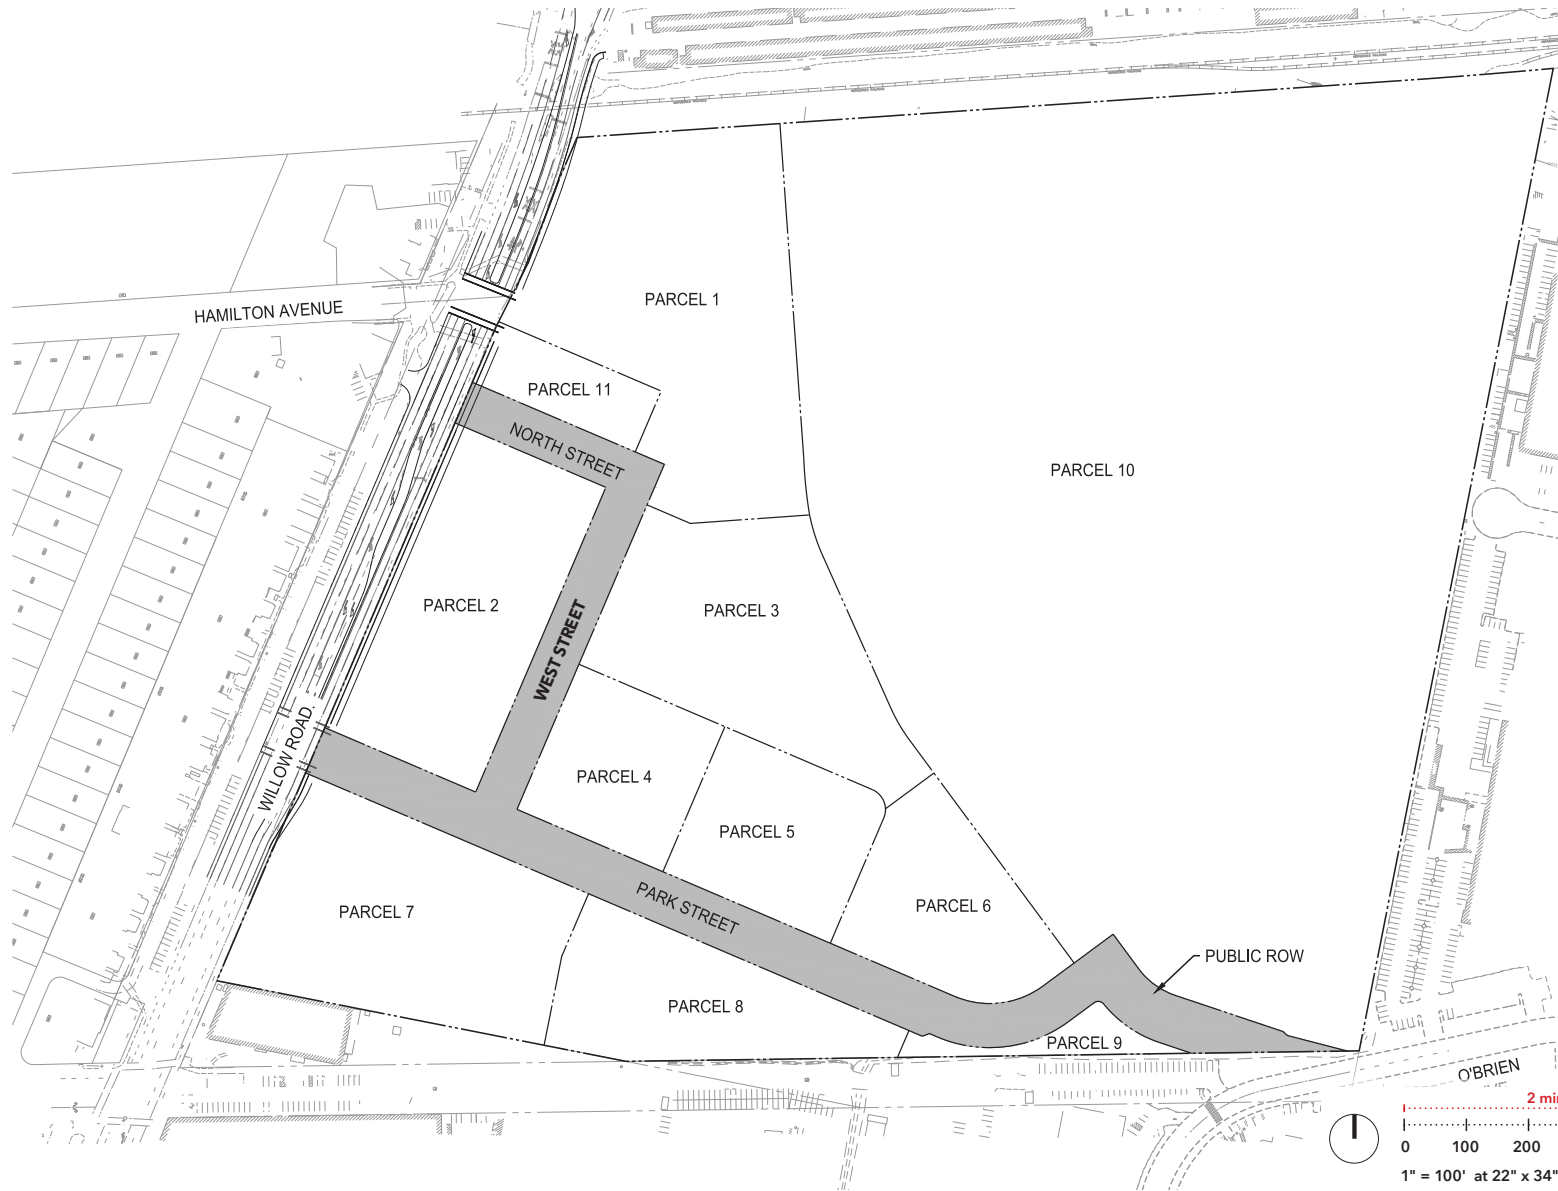 HAMILTON AVENUE
PARCEL 1
PARCEL 11
NORTH STREET
PARCEL 10
PARCEL 2
WEST STREET
PARCEL 3
WILLOW ROAD.
PARCEL 4
PARCEL 5
PARCEL 7
PARK STREET
PARCEL 6
PUBLIC ROW
PARCEL 8
PARCEL 9
O'BRIEN
2 min
0 100 200
1" = 100' at 22" x 34"